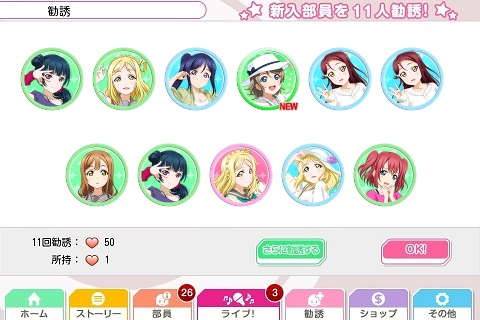 勧誘
新入部員を11人勧誘!
NEW
11回勧誘: 50
所持: 1
さらに勧誘する
OK!
26
3
ホーム
ストーリー
部員
ライブ!
勧誘
ショップ
その他